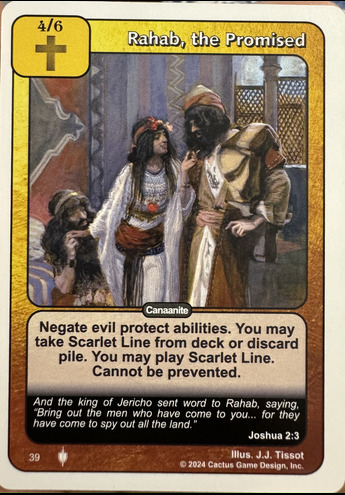 4/6
Rahab, the Promised
Canaanite
Negate evil protect abilities. You may
take Scarlet Line from deck or discard
pile. You may play Scarlet Line.
Cannot be prevented.
And the king of Jericho sent word to Rahab, saying,
“Bring out the men who have come to you... for they
have come to spy out all the land.”
Joshua 2:3
Illus. J.J. Tissot
39
© 2024 Cactus Game Design, Inc.